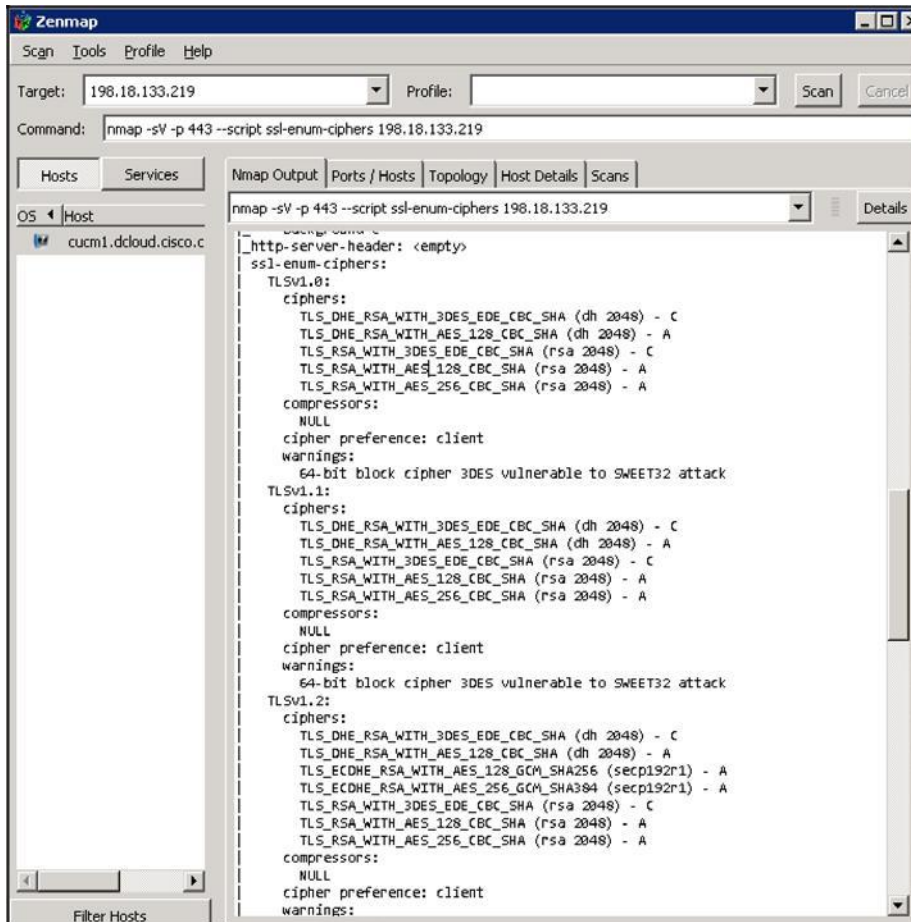 Zenmap
Scan Tools Profile Help
Target: 198.18.133.219 Profile: Scan Cancel
Command: nmap -sV -p 443 --script ssl-enum-ciphers 198.18.133.219
Hosts Services
Nmap Output Ports / Hosts Topology Host Details Scans
OS Host
nmap -sV -p 443 --script ssl-enum-ciphers 198.18.133.219 Details
cucm1.dcloud.cisco.c
|_http-server-header: <empty>
| ssl-enum-ciphers:
| TLSv1.0:
| ciphers:
| TLS_DHE_RSA_WITH_3DES_EDE_CBC_SHA (dh 2048) - C
| TLS_DHE_RSA_WITH_AES_128_CBC_SHA (dh 2048) - A
| TLS_RSA_WITH_3DES_EDE_CBC_SHA (rsa 2048) - C
| TLS_RSA_WITH_AES_128_CBC_SHA (rsa 2048) - A
| TLS_RSA_WITH_AES_256_CBC_SHA (rsa 2048) - A
| compressors:
| NULL
| cipher preference: client
| warnings:
| 64-bit block cipher 3DES vulnerable to SWEET32 attack
| TLSv1.1:
| ciphers:
| TLS_DHE_RSA_WITH_3DES_EDE_CBC_SHA (dh 2048) - C
| TLS_DHE_RSA_WITH_AES_128_CBC_SHA (dh 2048) - A
| TLS_RSA_WITH_3DES_EDE_CBC_SHA (rsa 2048) - C
| TLS_RSA_WITH_AES_128_CBC_SHA (rsa 2048) - A
| TLS_RSA_WITH_AES_256_CBC_SHA (rsa 2048) - A
| compressors:
| NULL
| cipher preference: client
| warnings:
| 64-bit block cipher 3DES vulnerable to SWEET32 attack
| TLSv1.2:
| ciphers:
| TLS_DHE_RSA_WITH_3DES_EDE_CBC_SHA (dh 2048) - C
| TLS_DHE_RSA_WITH_AES_128_CBC_SHA (dh 2048) - A
| TLS_ECDHE_RSA_WITH_AES_128_GCM_SHA256 (secp192r1) - A
| TLS_ECDHE_RSA_WITH_AES_256_GCM_SHA384 (secp192r1) - A
| TLS_RSA_WITH_3DES_EDE_CBC_SHA (rsa 2048) - C
| TLS_RSA_WITH_AES_128_CBC_SHA (rsa 2048) - A
| TLS_RSA_WITH_AES_256_CBC_SHA (rsa 2048) - A
| compressors:
| NULL
| cipher preference: client
| warnings:
Filter Hosts